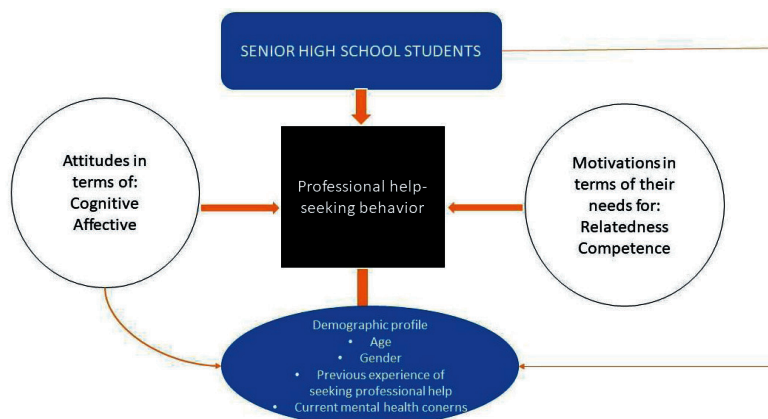 SENIOR HIGH SCHOOL STUDENTS
Attitudes in
terms of:
Cognitive
Affective
Professional help-
seeking behavior
Motivations in
terms of their
needs for:
Relatedness
Competence
Demographic profile
• Age
• Gender
• Previous experience of
seeking professional help
• Current mental health conerns